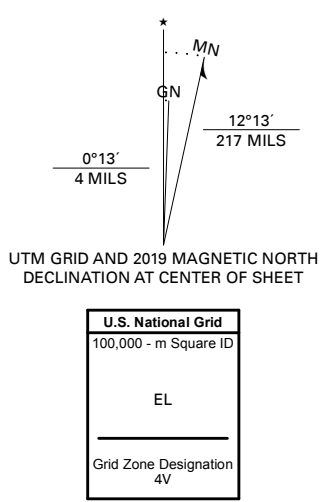 ★
MN
GN
12°13´
217 MILS
0°13´
4 MILS
UTM GRID AND 2019 MAGNETIC NORTH
DECLINATION AT CENTER OF SHEET
U.S. National Grid
100,000 - m Square ID
EL
Grid Zone Designation
4V